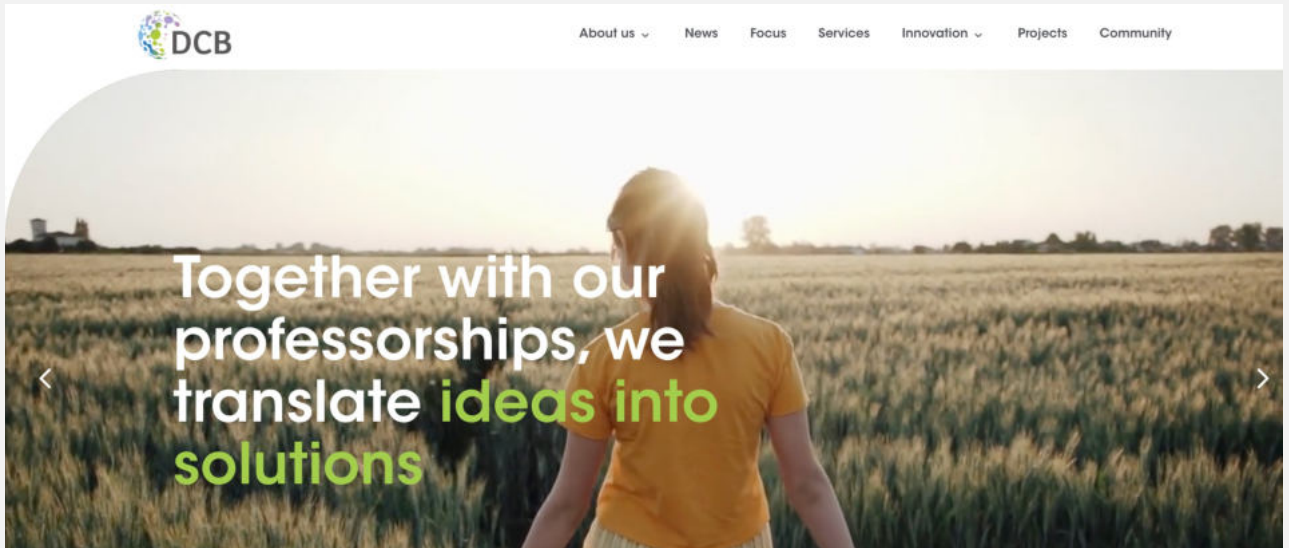 DCB
About us
News
Focus
Services
Innovation
Projects
Community
Together with our
professorships, we
translate ideas into
solutions